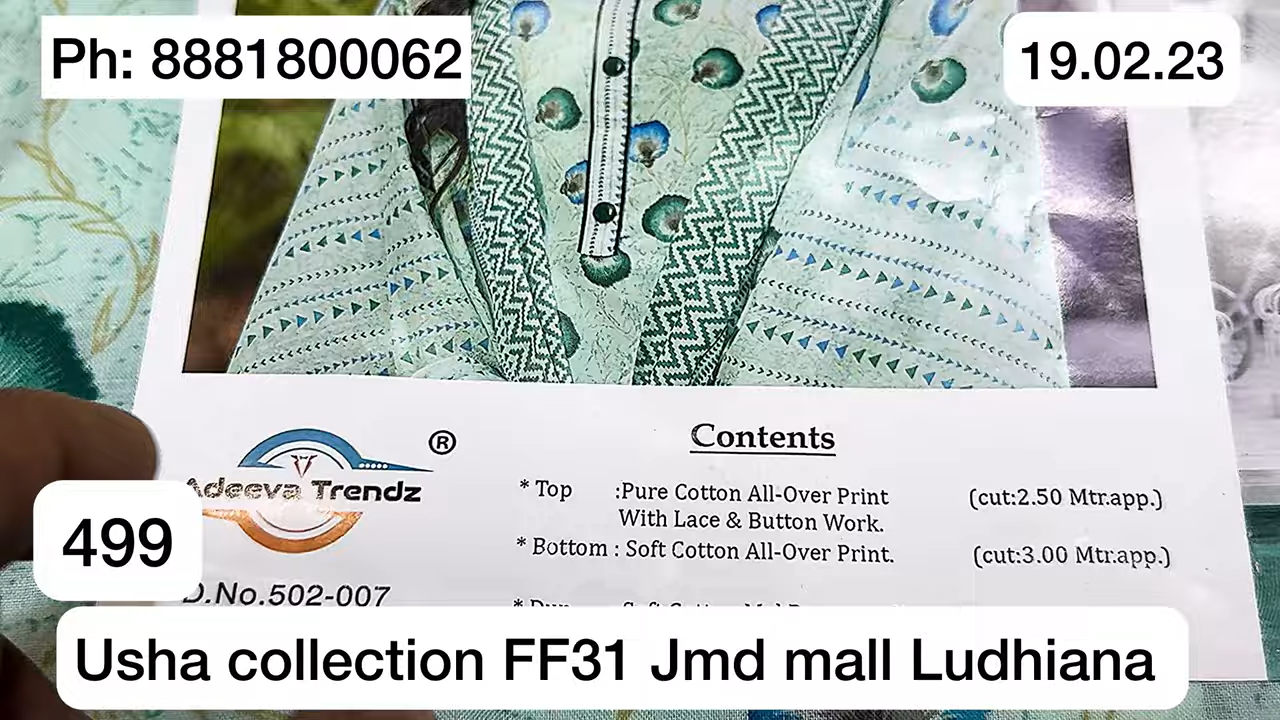 Ph: 8881800062
19.02.23
®
Adeeva Trendz
Contents
* Top :Pure Cotton All-Over Print (cut:2.50 Mtr.app.)
With Lace & Button Work.
* Bottom : Soft Cotton All-Over Print. (cut:3.00 Mtr.app.)
499
D.No.502-007
Usha collection FF31 Jmd mall Ludhiana